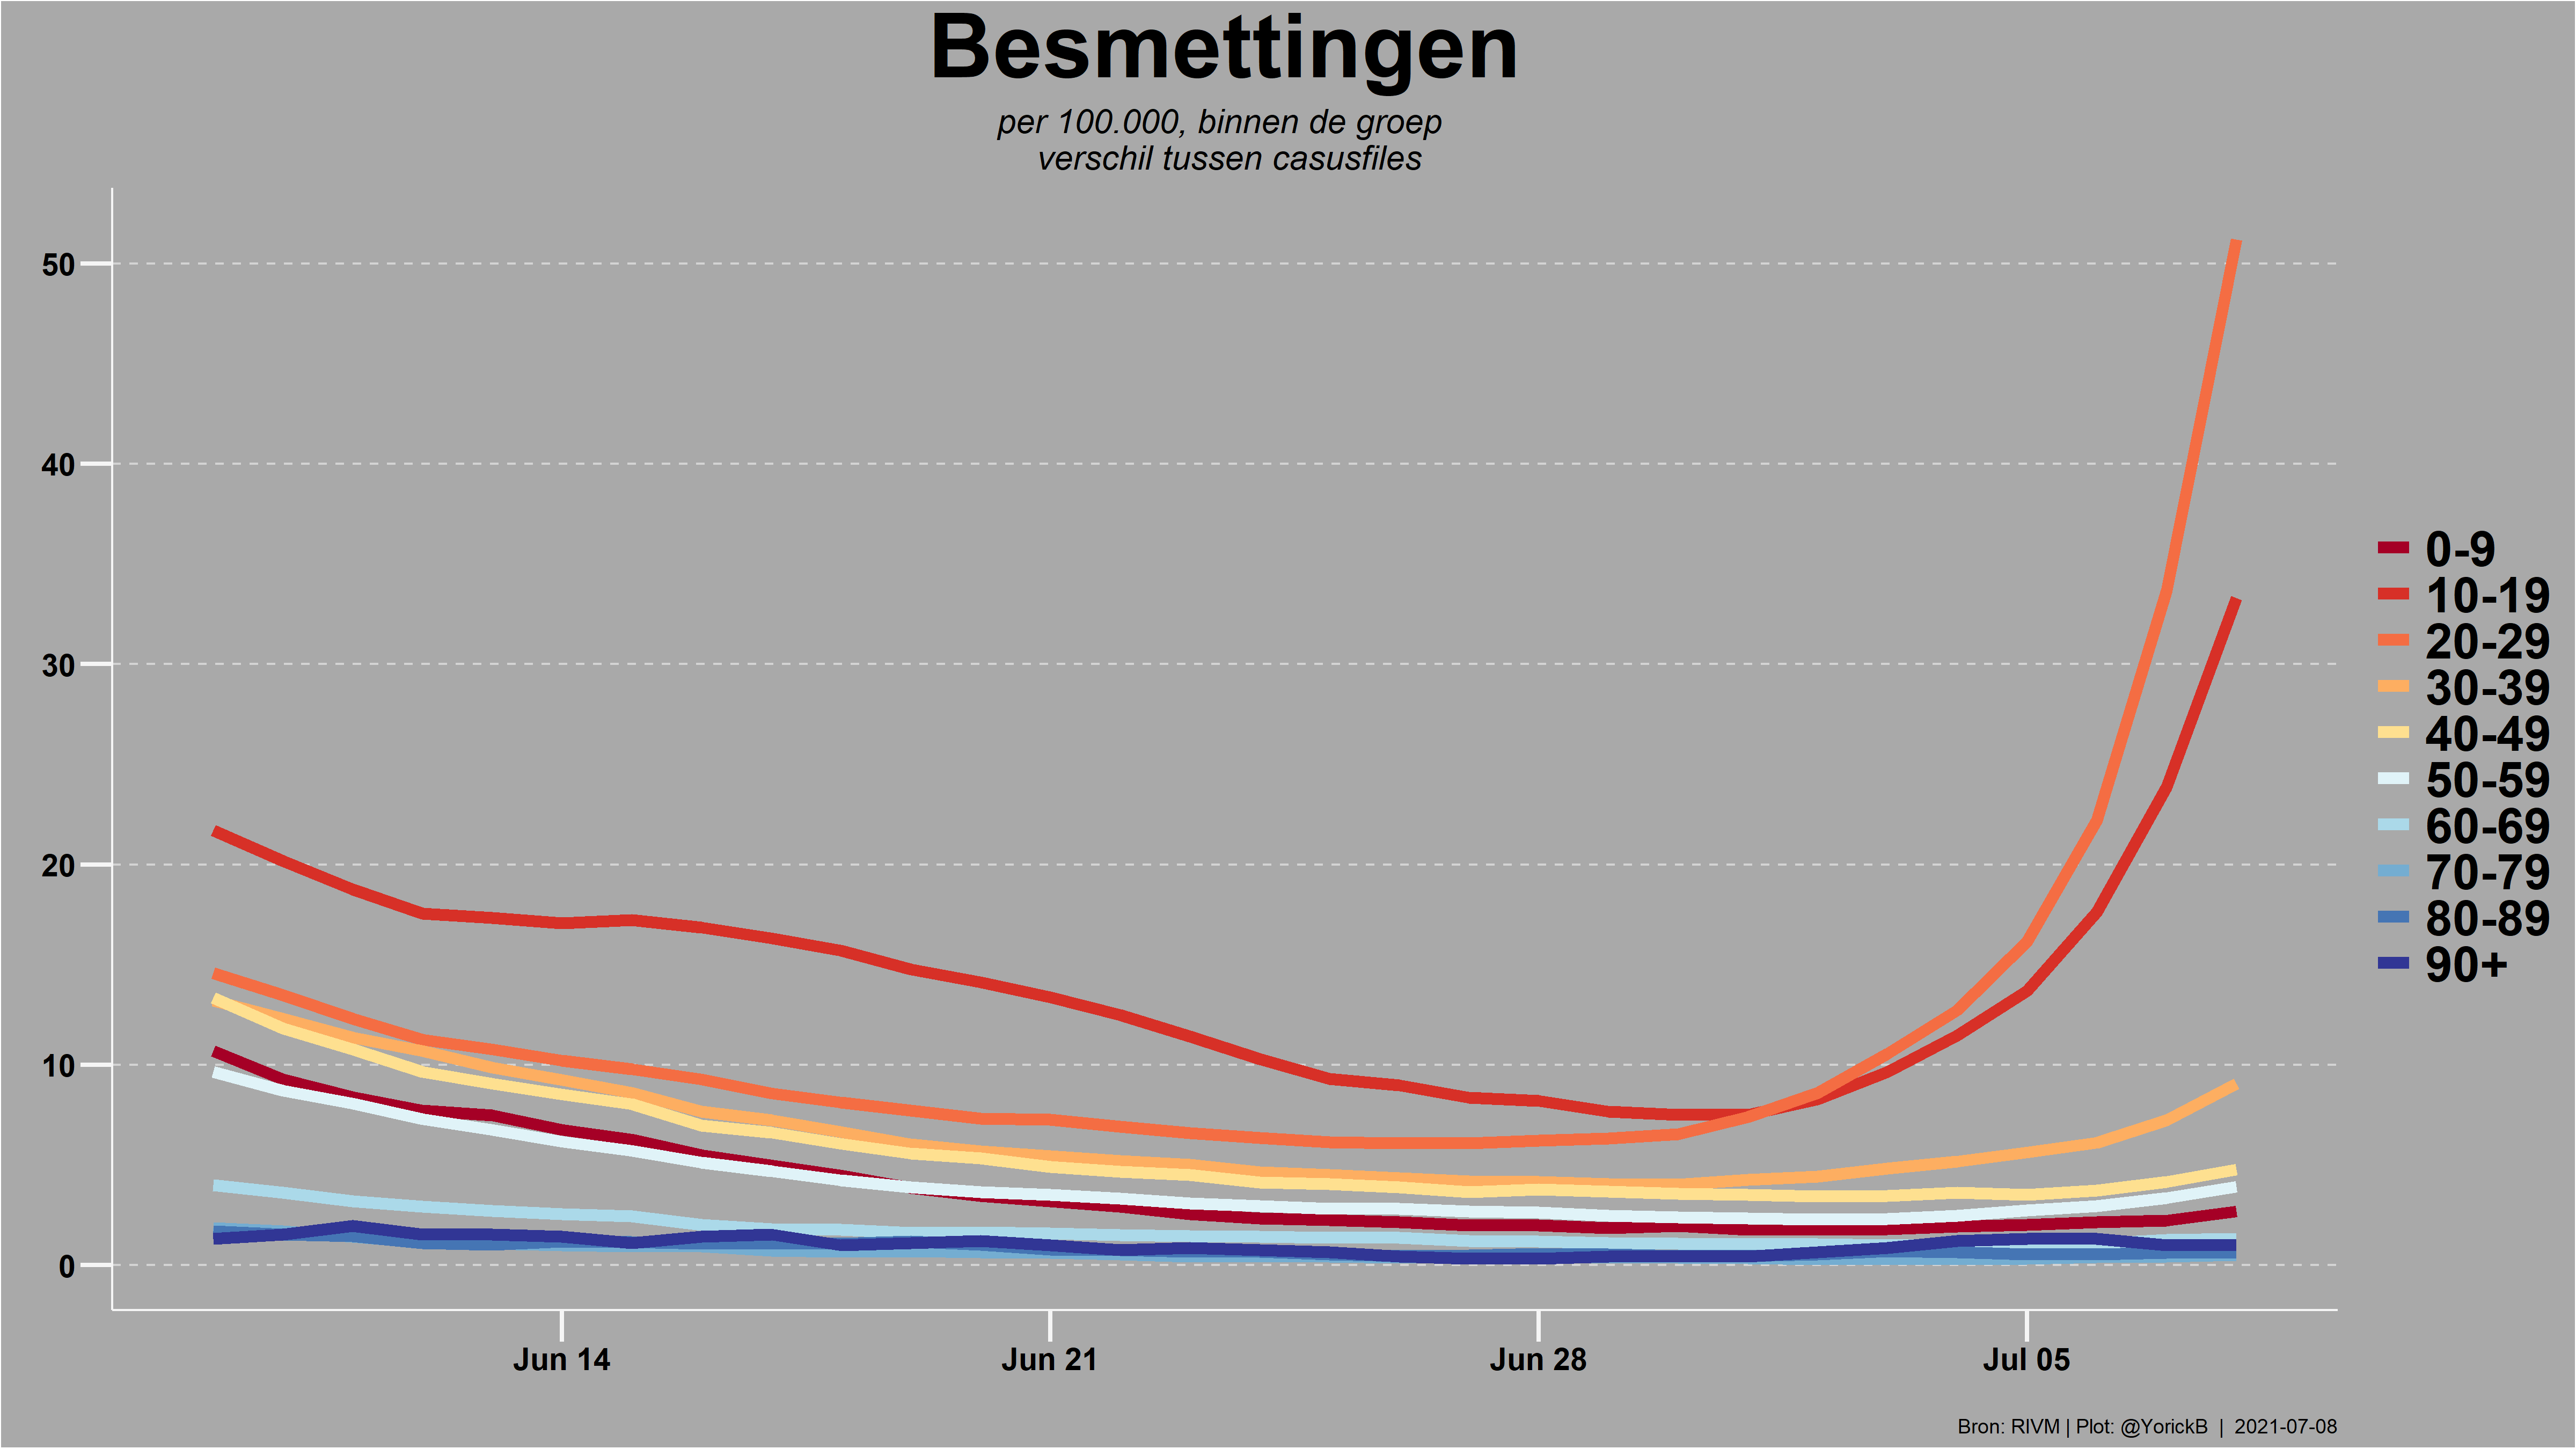 Besmettingen
per 100.000, binnen de groep
verschil tussen casusfiles
50
40
30
20
10
0
Jun 14
Jun 21
Jun 28
Jul 05
0-9
10-19
20-29
30-39
40-49
50-59
60-69
70-79
80-89
90+
Bron: RIVM | Plot: @YorickB | 2021-07-08